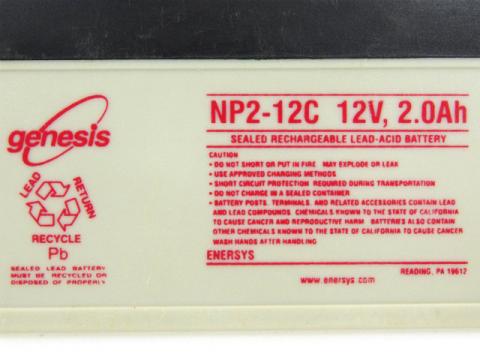 genesis
LEAD
RETURN
RECYCLE
Pb
SEALED LEAD BATTERY
MUST BE RECYCLED OR
DISPOSED OF PROPERLY
NP2-12C 12V, 2.0Ah
SEALED RECHARGEABLE LEAD-ACID BATTERY
CAUTION
• DO NOT SHORT OR PUT IN FIRE MAY EXPLODE OR LEAK
• USE APPROVED CHARGING METHODS
• SHORT CIRCUIT PROTECTION REQUIRED DURING TRANSPORTATION
• DO NOT CHARGE IN A SEALED CONTAINER
• BATTERY POSTS, TERMINALS, AND RELATED ACCESSORIES CONTAIN LEAD
AND LEAD COMPOUNDS, CHEMICALS KNOWN TO THE STATE OF CALIFORNIA
TO CAUSE CANCER AND REPRODUCTIVE HARM BATTERIES ALSO CONTAIN
OTHER CHEMICALS KNOWN TO THE STATE OF CALIFORNIA TO CAUSE CANCER
WASH HANDS AFTER HANDLING
ENERSYS
READING, PA 19612
www.enersys.com